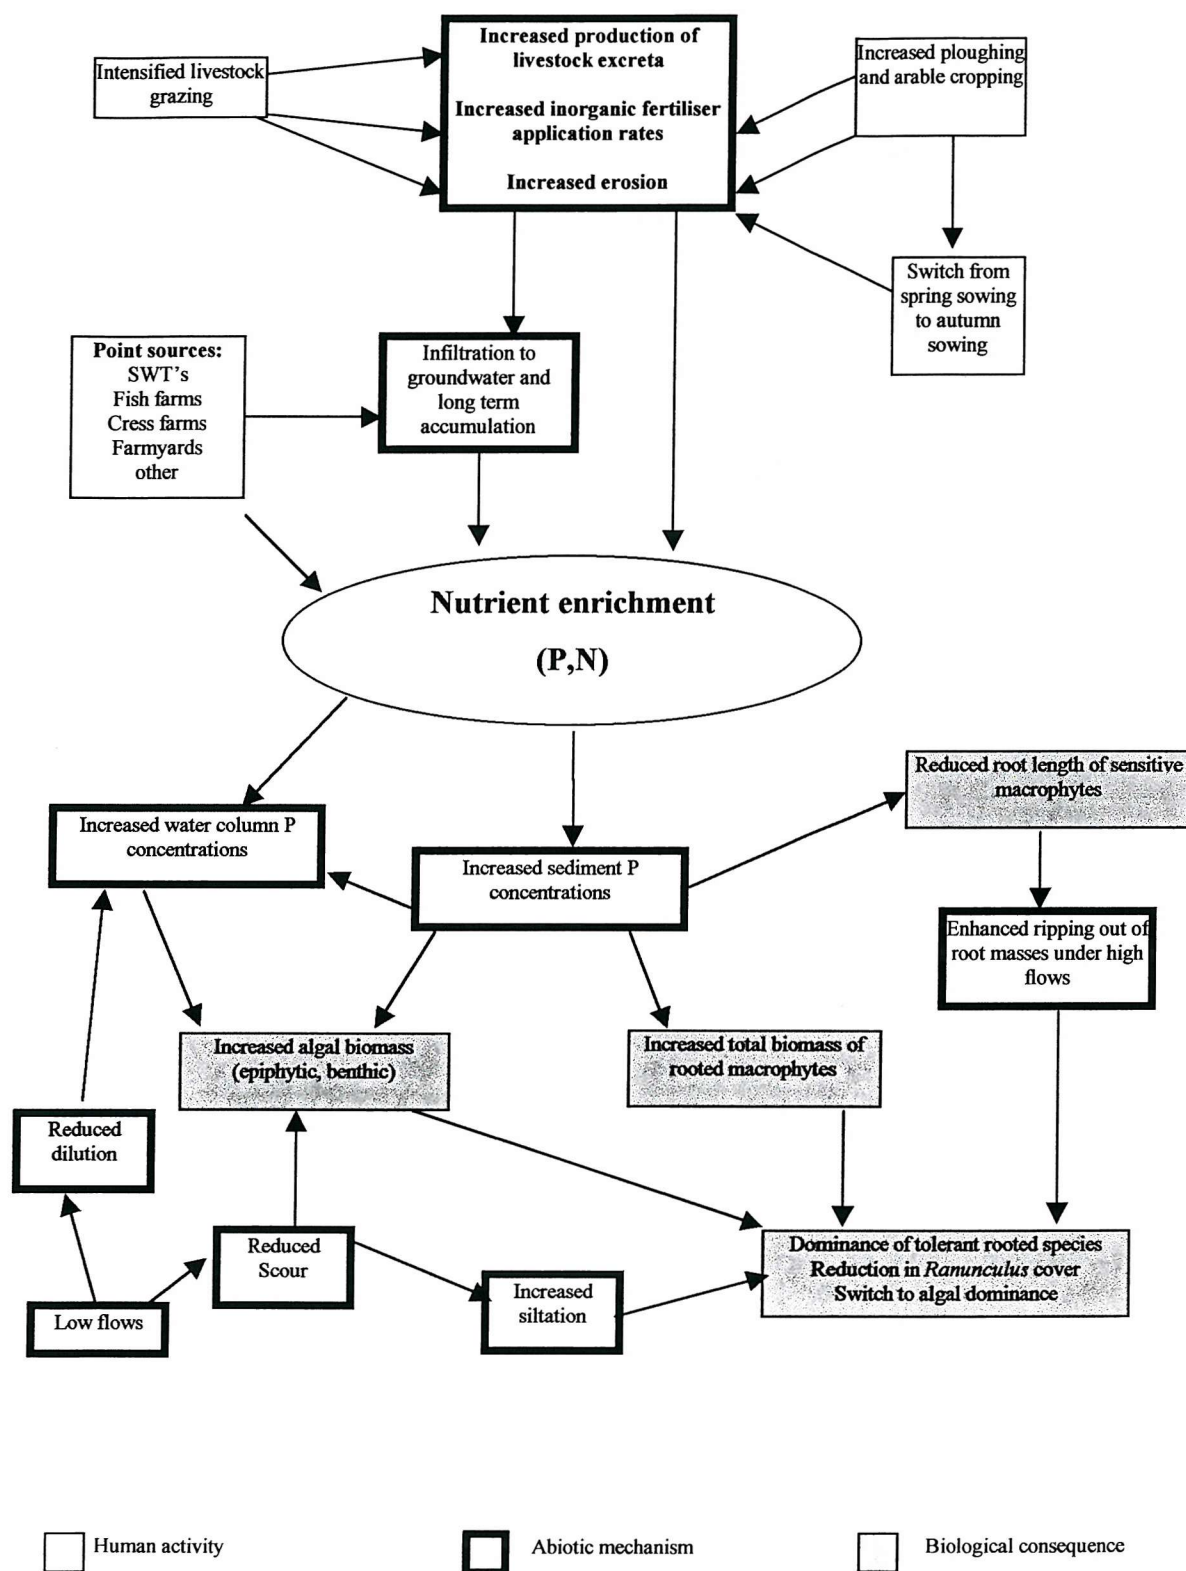 Increased production of
livestock excreta
Increased inorganic fertiliser
application rates
Increased erosion
Intensified livestock
grazing
Increased ploughing
and arable cropping
Switch from
spring sowing
to autumn
sowing
Point sources:
SWT's
Fish farms
Cress farms
Farmyards
other
Infiltration to
groundwater and
long term
accumulation
Nutrient enrichment
(P,N)
Reduced root length of sensitive
macrophytes
Increased water column P
concentrations
Increased sediment P
concentrations
Enhanced ripping out of
root masses under high
flows
Increased algal biomass
(epiphytic, benthic)
Increased total biomass of
rooted macrophytes
Reduced
dilution
Reduced
Scour
Dominance of tolerant rooted species
Reduction in Ranunculus cover
Switch to algal dominance
Increased
siltation
Low flows
Human activity
Abiotic mechanism
Biological consequence